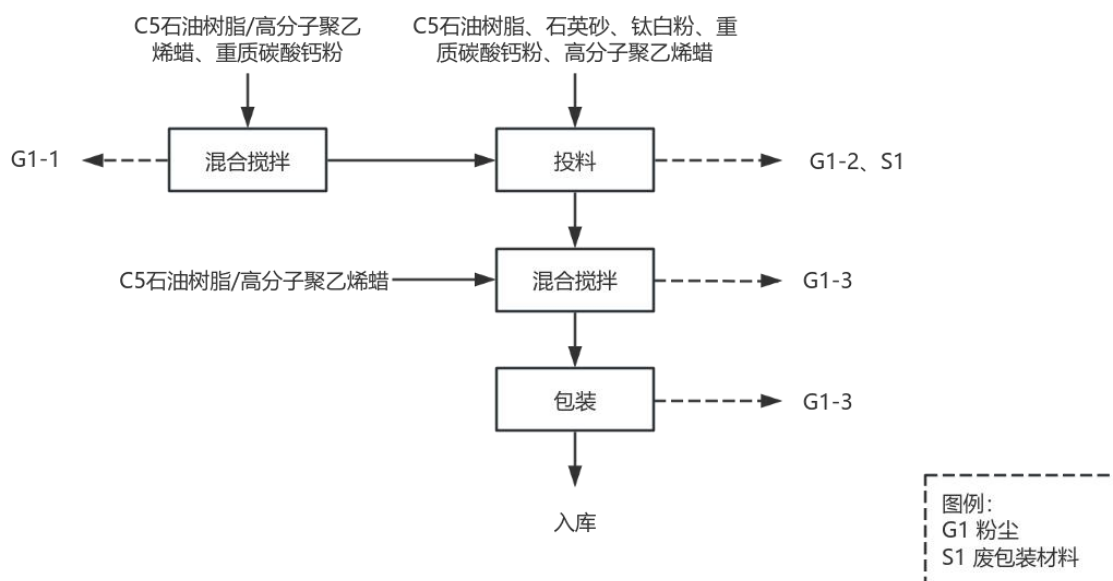 C5石油树脂/高分子聚乙
烯蜡、重质碳酸钙粉
C5石油树脂、石英砂、钛白粉、重
质碳酸钙粉、高分子聚乙烯蜡
G1-1
混合搅拌
投料
G1-2、S1
C5石油树脂/高分子聚乙烯蜡
混合搅拌
G1-3
包装
G1-3
入库
图例：
G1 粉尘
S1 废包装材料